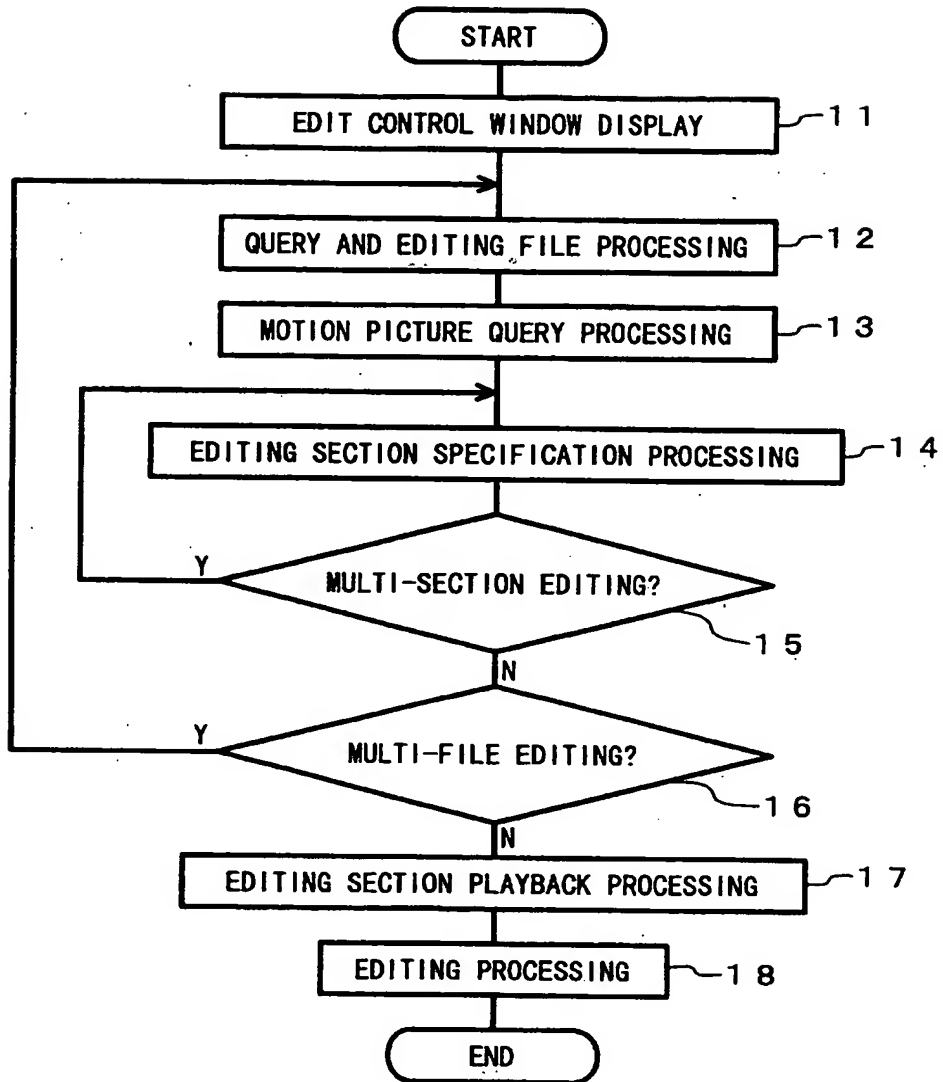 START
EDIT CONTROL WINDOW DISPLAY 11
QUERY AND EDITING FILE PROCESSING 12
MOTION PICTURE QUERY PROCESSING 13
EDITING SECTION SPECIFICATION PROCESSING 14
Y MULTI-SECTION EDITING?
15
N
Y MULTI-FILE EDITING?
16
N
EDITING SECTION PLAYBACK PROCESSING 17
EDITING PROCESSING 18
END